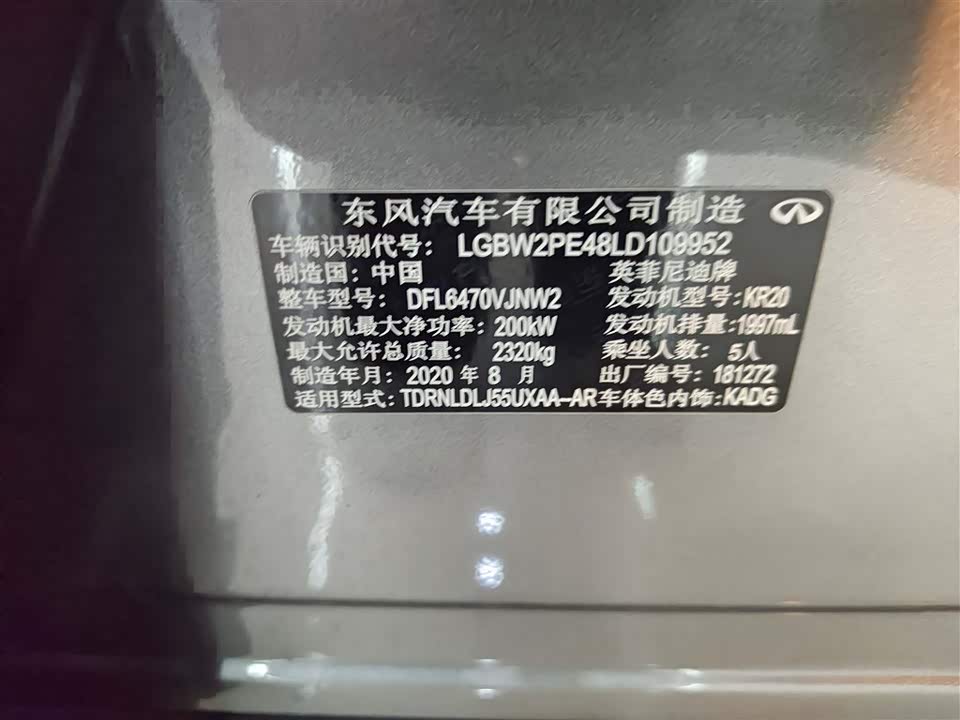 东风汽车有限公司制造
车辆识别代号： LGBW2PE48LD109952
制造国：中国 英菲尼迪牌
整车型号： DFL6470VJNW2 发动机型号：KR20
发动机最大净功率：200kW 发动机排量：1997mL
最大允许总质量： 2320kg 乘坐人数： 5人
制造年月：2020 年 8 月 出厂编号：181272
适用型式：TDRNLDLJ55UXAA-AR 车体色内饰：KADG